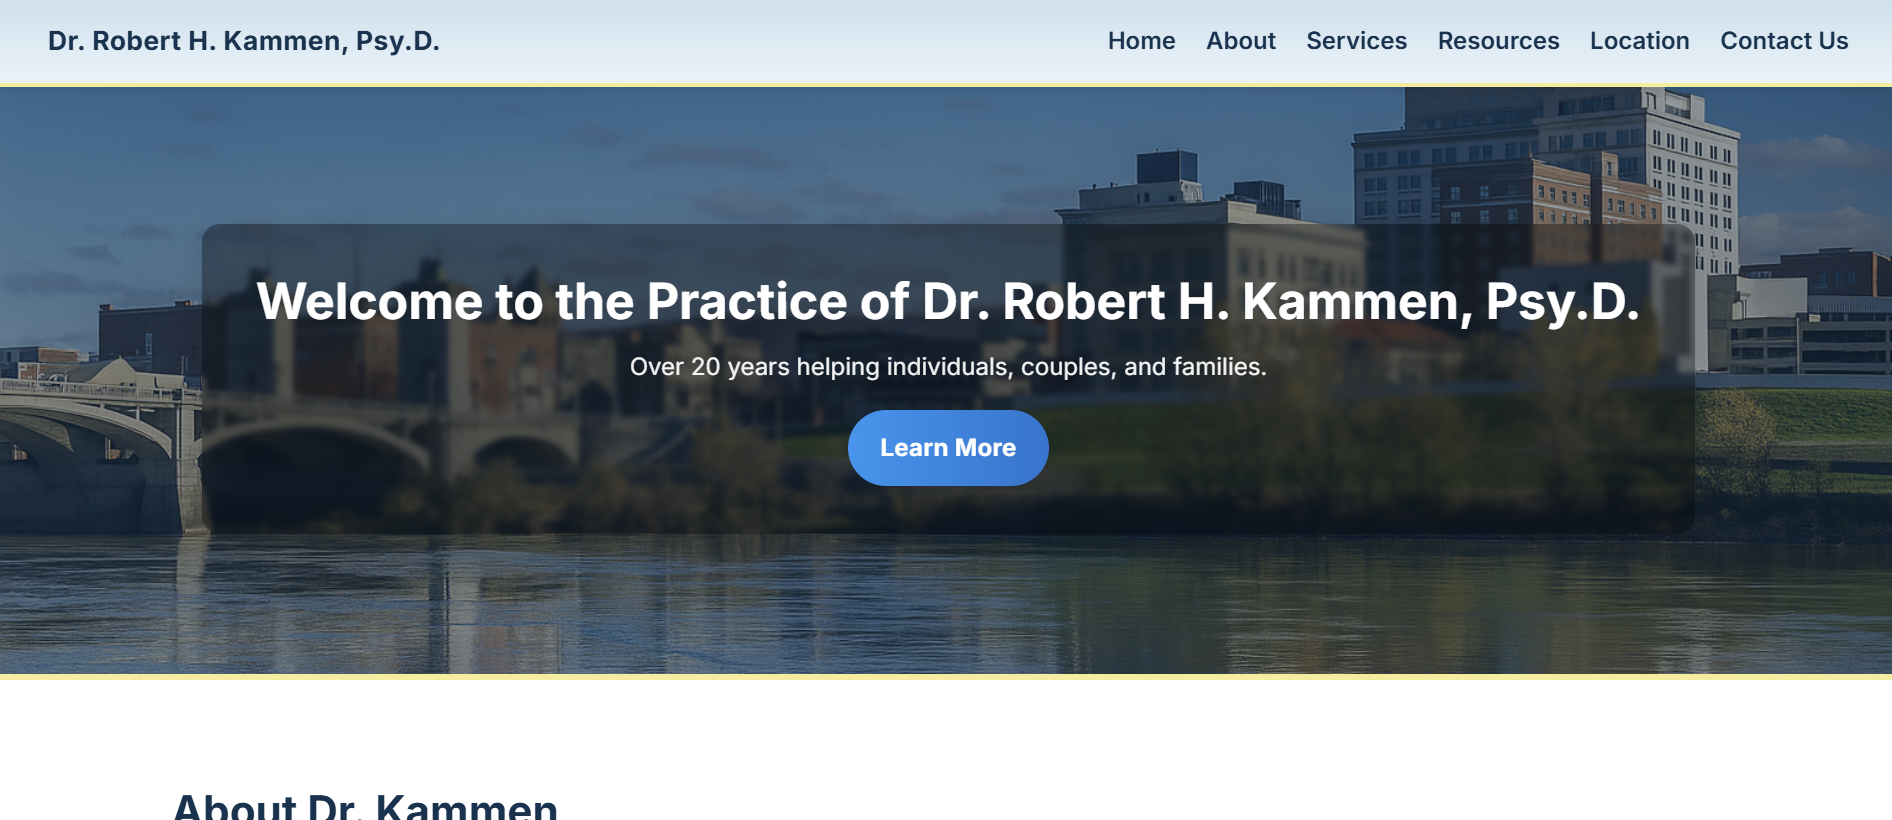 Dr. Robert H. Kammen, Psy.D.
Home About Services Resources Location Contact Us
Welcome to the Practice of Dr. Robert H. Kammen, Psy.D.
Over 20 years helping individuals, couples, and families.
Learn More
About Dr. Kammen